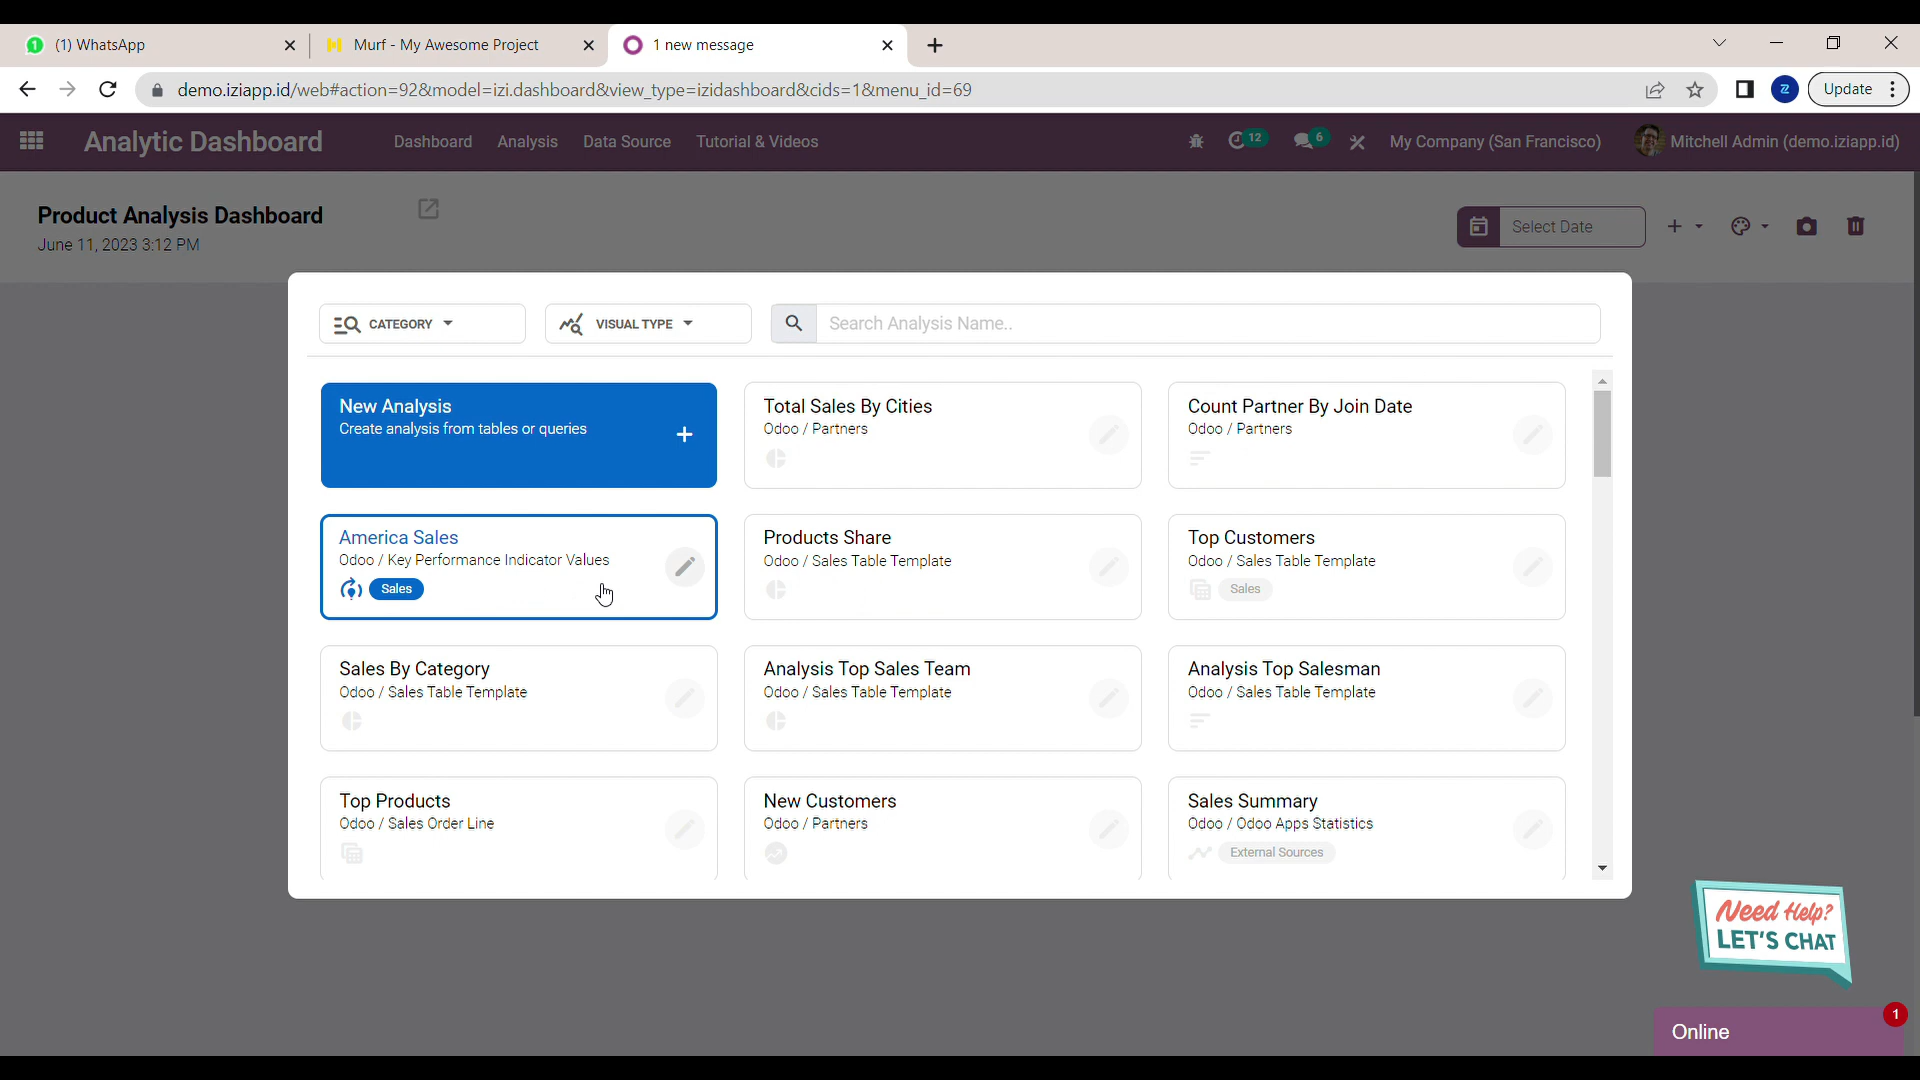 (1) WhatsApp
Murf - My Awesome Project
1 new message
demo.iziapp.id/web#action=92&model=izi.dashboard&view_type=izidashboard&cids=1&menu_id=69
Z
Update
Analytic Dashboard
Dashboard
Analysis
Data Source
Tutorial & Videos
12
6
My Company (San Francisco)
Mitchell Admin (demo.iziapp.id)
Product Analysis Dashboard
June 11, 2023 3:12 PM
Select Date
CATEGORY
VISUAL TYPE
Search Analysis Name..
New Analysis
Create analysis from tables or queries
Total Sales By Cities
Odoo / Partners
Count Partner By Join Date
Odoo / Partners
America Sales
Odoo / Key Performance Indicator Values
Sales
Products Share
Odoo / Sales Table Template
Top Customers
Odoo / Sales Table Template
Sales
Sales By Category
Odoo / Sales Table Template
Analysis Top Sales Team
Odoo / Sales Table Template
Analysis Top Salesman
Odoo / Sales Table Template
Top Products
Odoo / Sales Order Line
New Customers
Odoo / Partners
Sales Summary
Odoo / Odoo Apps Statistics
External Sources
Need Help?
LET'S CHAT
1
Online